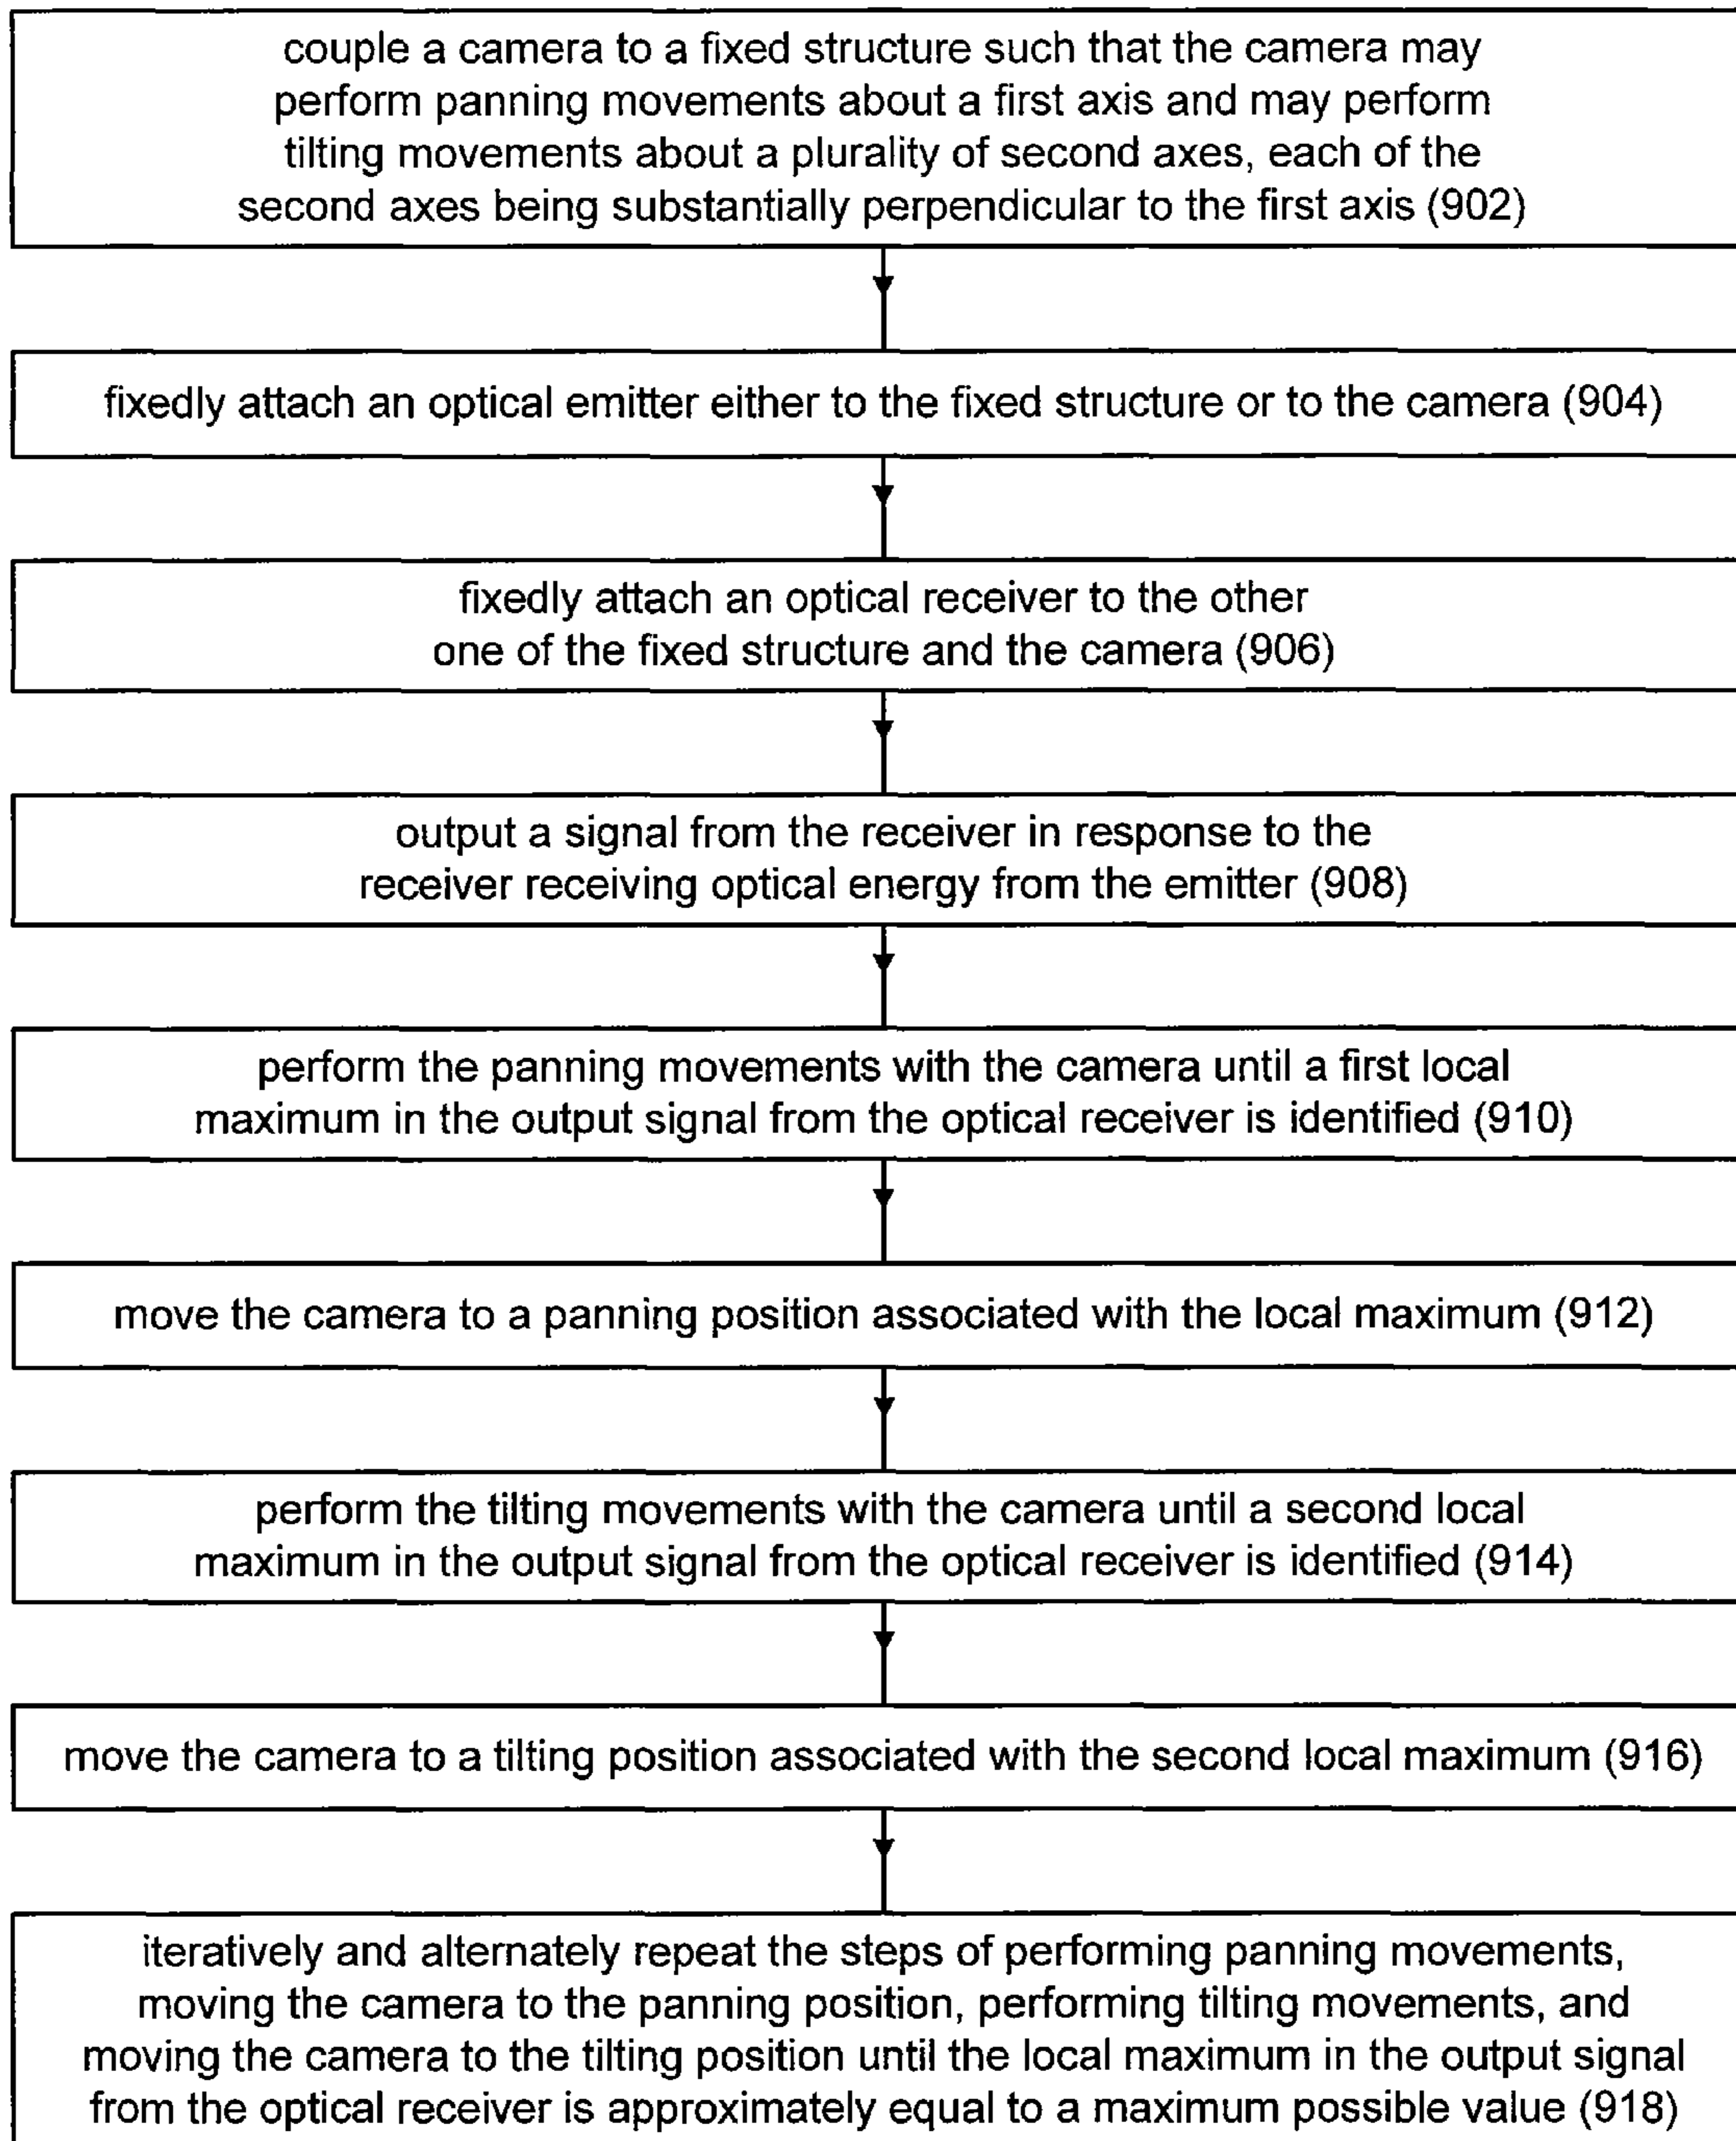 couple a camera to a fixed structure such that the camera may
perform panning movements about a first axis and may perform
tilting movements about a plurality of second axes, each of the
second axes being substantially perpendicular to the first axis (902)
fixedly attach an optical emitter either to the fixed structure or to the camera (904)
fixedly attach an optical receiver to the other
one of the fixed structure and the camera (906)
output a signal from the receiver in response to the
receiver receiving optical energy from the emitter (908)
perform the panning movements with the camera until a first local
maximum in the output signal from the optical receiver is identified (910)
move the camera to a panning position associated with the local maximum (912)
perform the tilting movements with the camera until a second local
maximum in the output signal from the optical receiver is identified (914)
move the camera to a tilting position associated with the second local maximum (916)
iteratively and alternately repeat the steps of performing panning movements,
moving the camera to the panning position, performing tilting movements, and
moving the camera to the tilting position until the local maximum in the output signal
from the optical receiver is approximately equal to a maximum possible value (918)